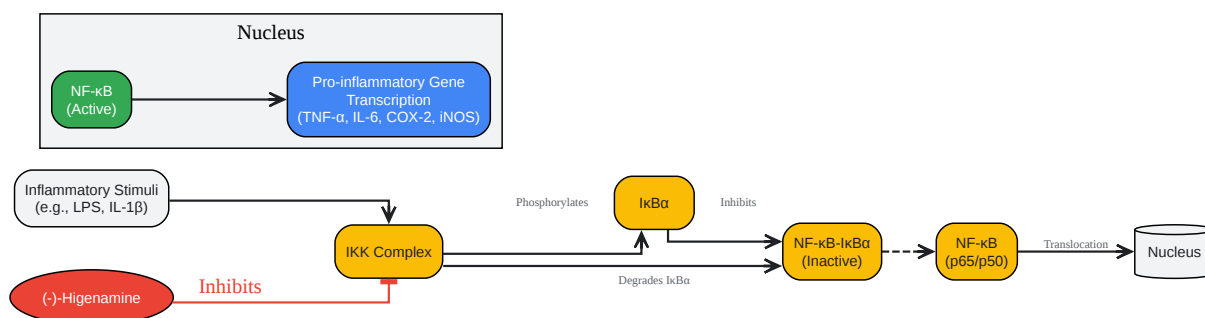 Nucleus
NF-κB
(Active)
Pro-inflammatory Gene
Transcription
(TNF-α, IL-6, COX-2, iNOS)
Inflammatory Stimuli
(e.g., LPS, IL-1β)
Phosphorylates
IκBα
Inhibits
IKK Complex
NF-κB-IκBα
(Inactive)
NF-κB
(p65/p50)
Translocation
Nucleus
Degrades IκBα
(-)-Higenamine
Inhibits